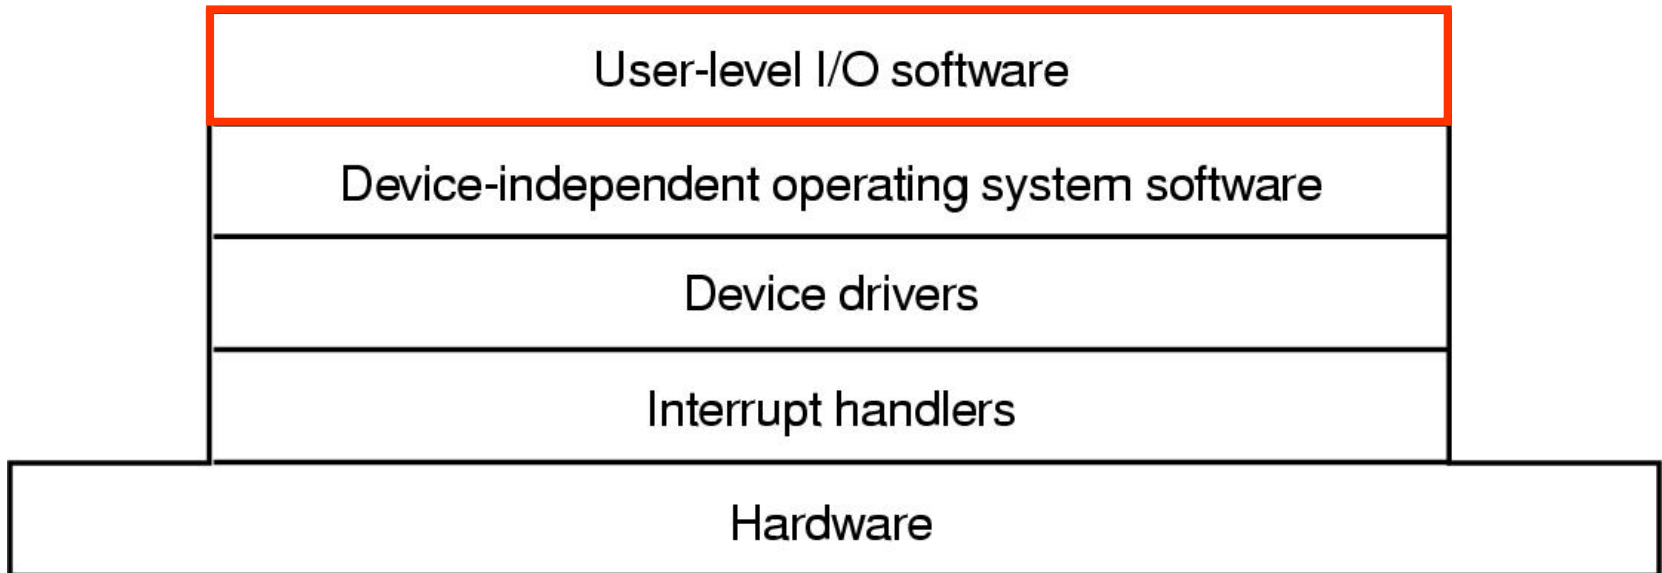 User-level I/O software
Device-independent operating system software
Device drivers
Interrupt handlers
Hardware